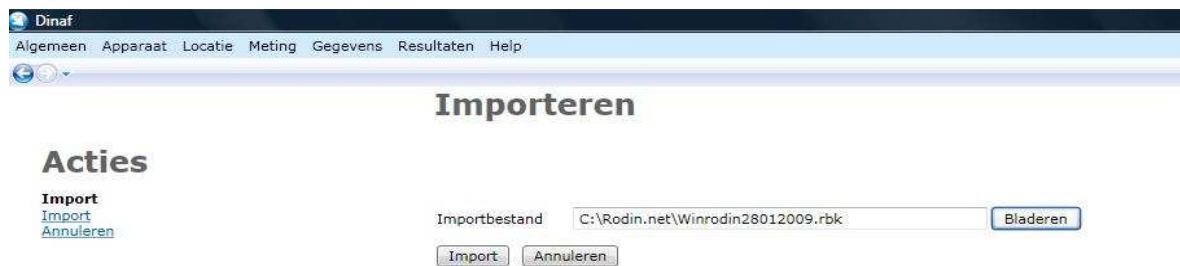 Dinaf
Algemeen Apparaat Locatie Meting Gegevens Resultaten Help
Importeren
Acties
Import
Import
Annuleren
Importbestand C:\Rodin.net\Winrodin28012009.rbk Bladeren
Import Annuleren